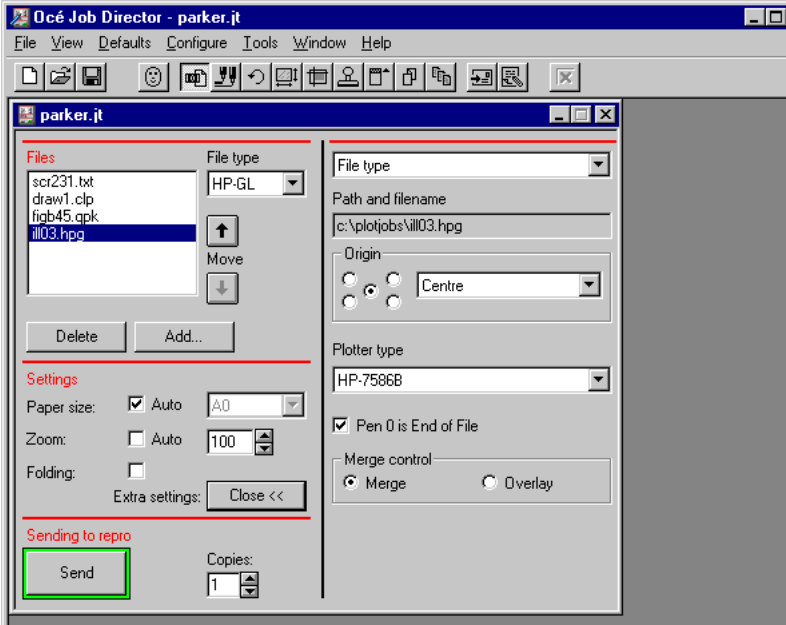 Océ Job Director - parker.jt
File View Defaults Configure Tools Window Help
parker.jt
Files
File type
scr231.txt
draw1.clp
figb45.qpk
ill03.hpg
HP-GL
Move
Delete
Add...
Settings
Paper size:
Auto
A0
Zoom:
Auto
100
Folding:
Extra settings:
Close <<
Sending to repro
Send
Copies:
1
File type
Path and filename
c:\plotjobs\ill03.hpg
Origin
Centre
Plotter type
HP-7586B
Pen 0 is End of File
Merge control
Merge
Overlay